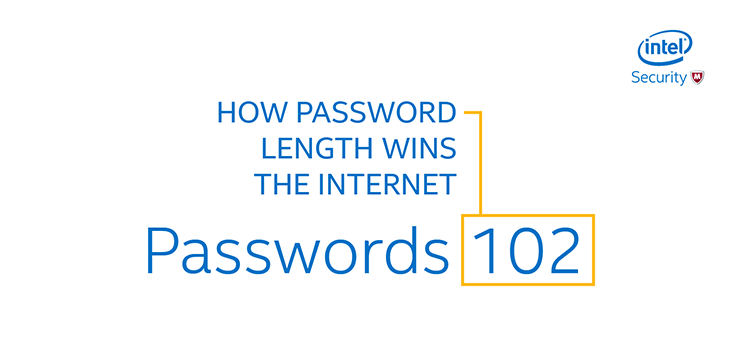 intel
Security
HOW PASSWORD
LENGTH WINS
THE INTERNET
Passwords 102